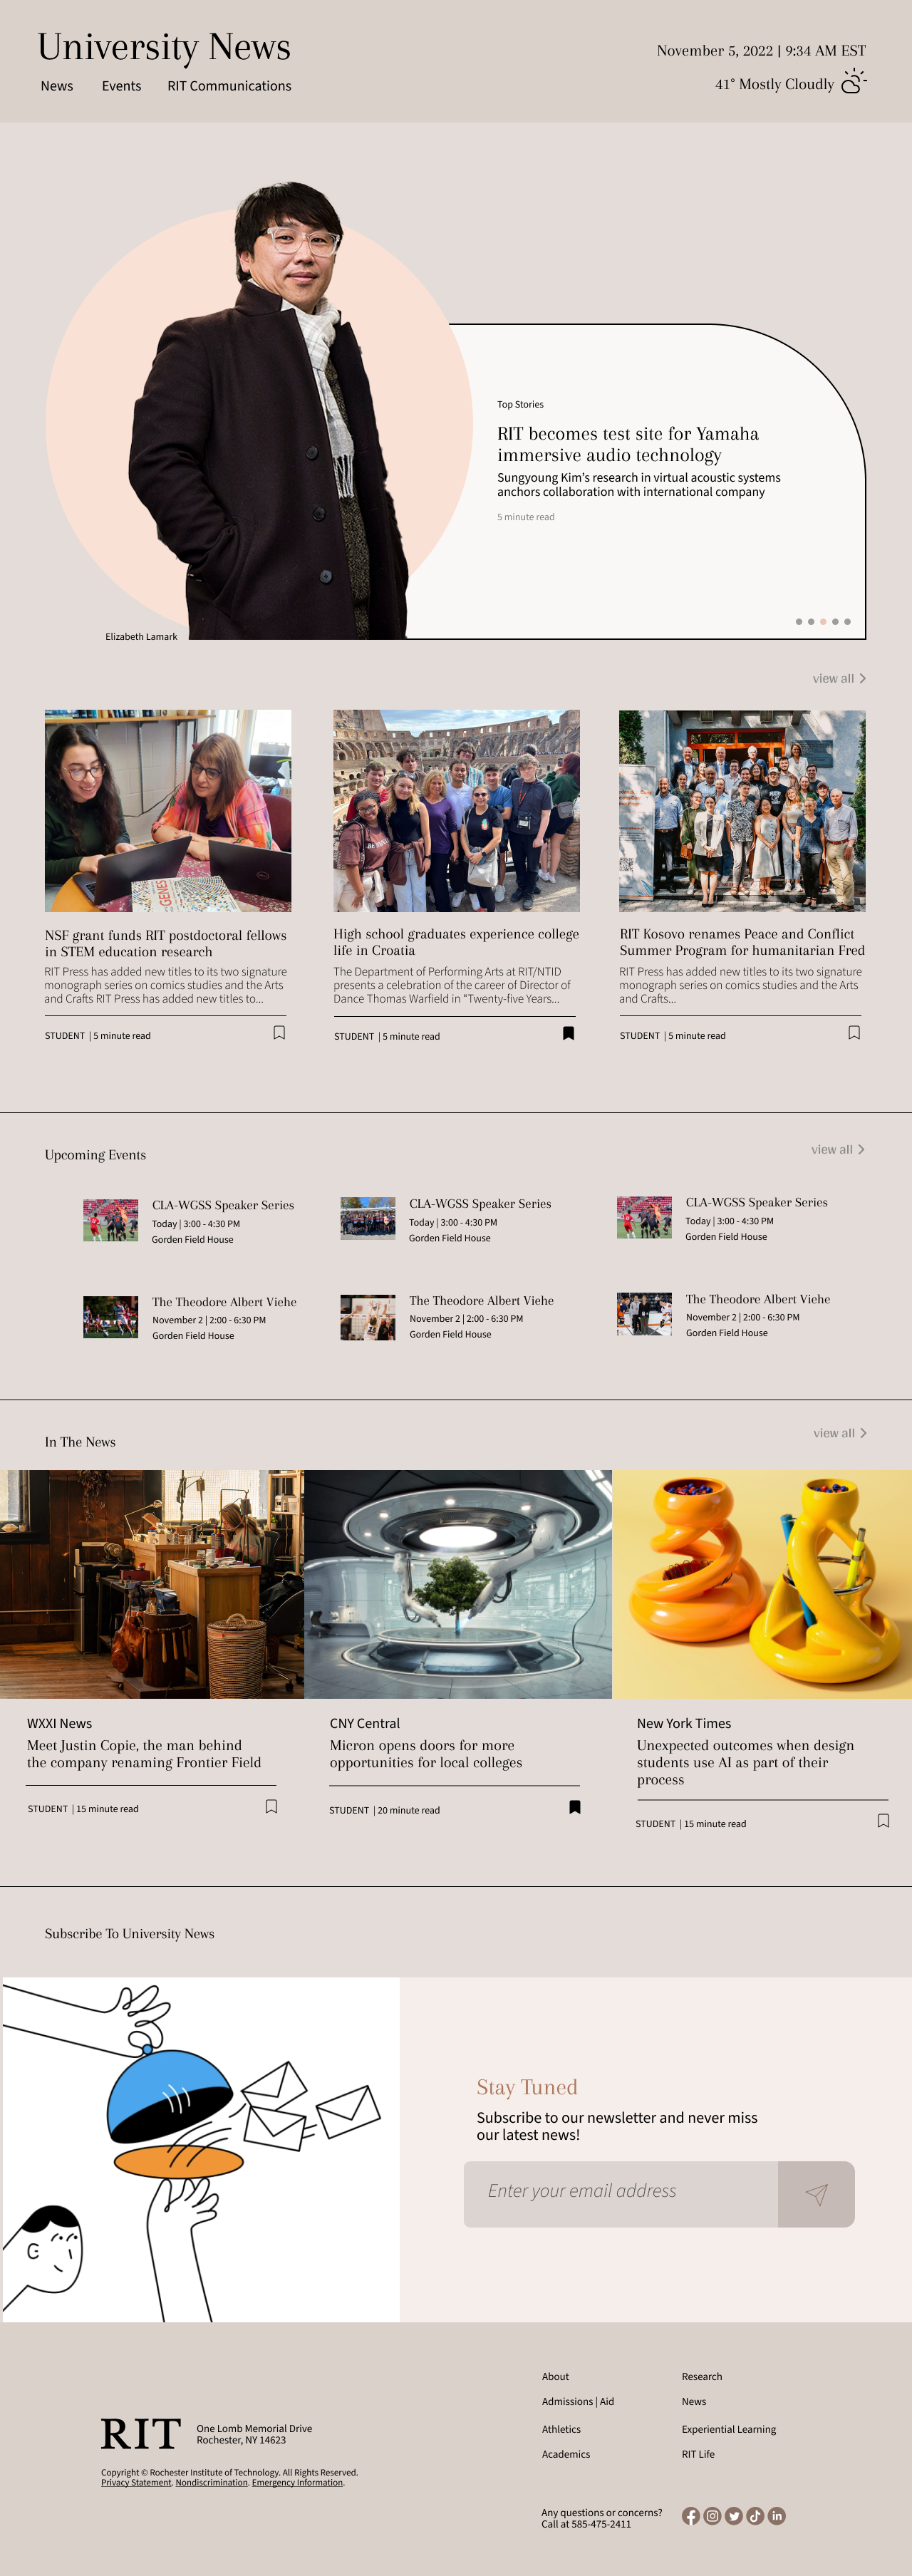 University News
November 5, 2022 | 9:34 AM EST
News Events RIT Communications
41° Mostly Cloudly
Top Stories
RIT becomes test site for Yamaha
immersive audio technology
Sungyoung Kim's research in virtual acoustic systems
anchors collaboration with international company
5 minute read
Elizabeth Lamark
view all
GENES
NSF grant funds RIT postdoctoral fellows
in STEM education research
RIT Press has added new titles to its two signature
monograph series on comics studies and the Arts
and Crafts RIT Press has added new titles to...
STUDENT | 5 minute read
High school graduates experience college
life in Croatia
The Department of Performing Arts at RIT/NTID
presents a celebration of the career of Director of
Dance Thomas Warfield in “Twenty-five Years...
STUDENT | 5 minute read
RIT Kosovo renames Peace and Conflict
Summer Program for humanitarian Fred
RIT Press has added new titles to its two signature
monograph series on comics studies and the Arts
and Crafts...
STUDENT | 5 minute read
Upcoming Events
view all
CLA-WGSS Speaker Series
Today | 3:00 - 4:30 PM
Gorden Field House
CLA-WGSS Speaker Series
Today | 3:00 - 4:30 PM
Gorden Field House
CLA-WGSS Speaker Series
Today | 3:00 - 4:30 PM
Gorden Field House
The Theodore Albert Viehe
November 2 | 2:00 - 6:30 PM
Gorden Field House
The Theodore Albert Viehe
November 2 | 2:00 - 6:30 PM
Gorden Field House
The Theodore Albert Viehe
November 2 | 2:00 - 6:30 PM
Gorden Field House
In The News
view all
WXXI News
Meet Justin Copie, the man behind
the company renaming Frontier Field
STUDENT | 15 minute read
CNY Central
Micron opens doors for more
opportunities for local colleges
STUDENT | 20 minute read
New York Times
Unexpected outcomes when design
students use AI as part of their
process
STUDENT | 15 minute read
Subscribe To University News
Stay Tuned
Subscribe to our newsletter and never miss
our latest news!
Enter your email address
RIT
One Lomb Memorial Drive
Rochester, NY 14623
Copyright © Rochester Institute of Technology. All Rights Reserved.
Privacy Statement. Nondiscrimination. Emergency Information.
About
Admissions | Aid
Athletics
Academics
Research
News
Experiential Learning
RIT Life
Any questions or concerns?
Call at 585-475-2411